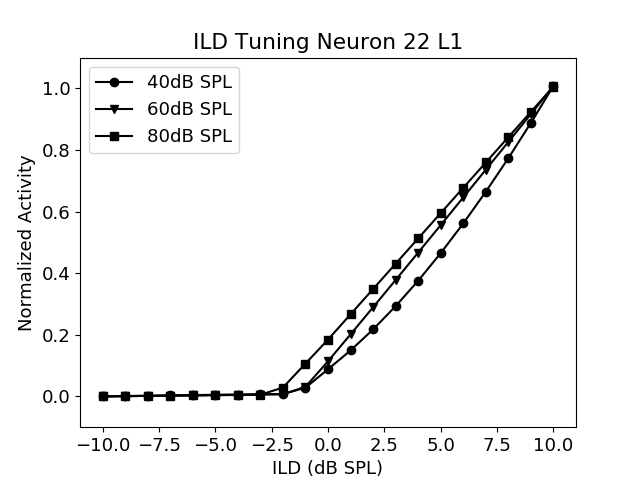 ILD Tuning Neuron 22 L1
40dB SPL
60dB SPL
80dB SPL
Normalized Activity
1.0
0.8
0.6
0.4
0.2
0.0
−10.0 −7.5 −5.0 −2.5 0.0 2.5 5.0 7.5 10.0
ILD (dB SPL)